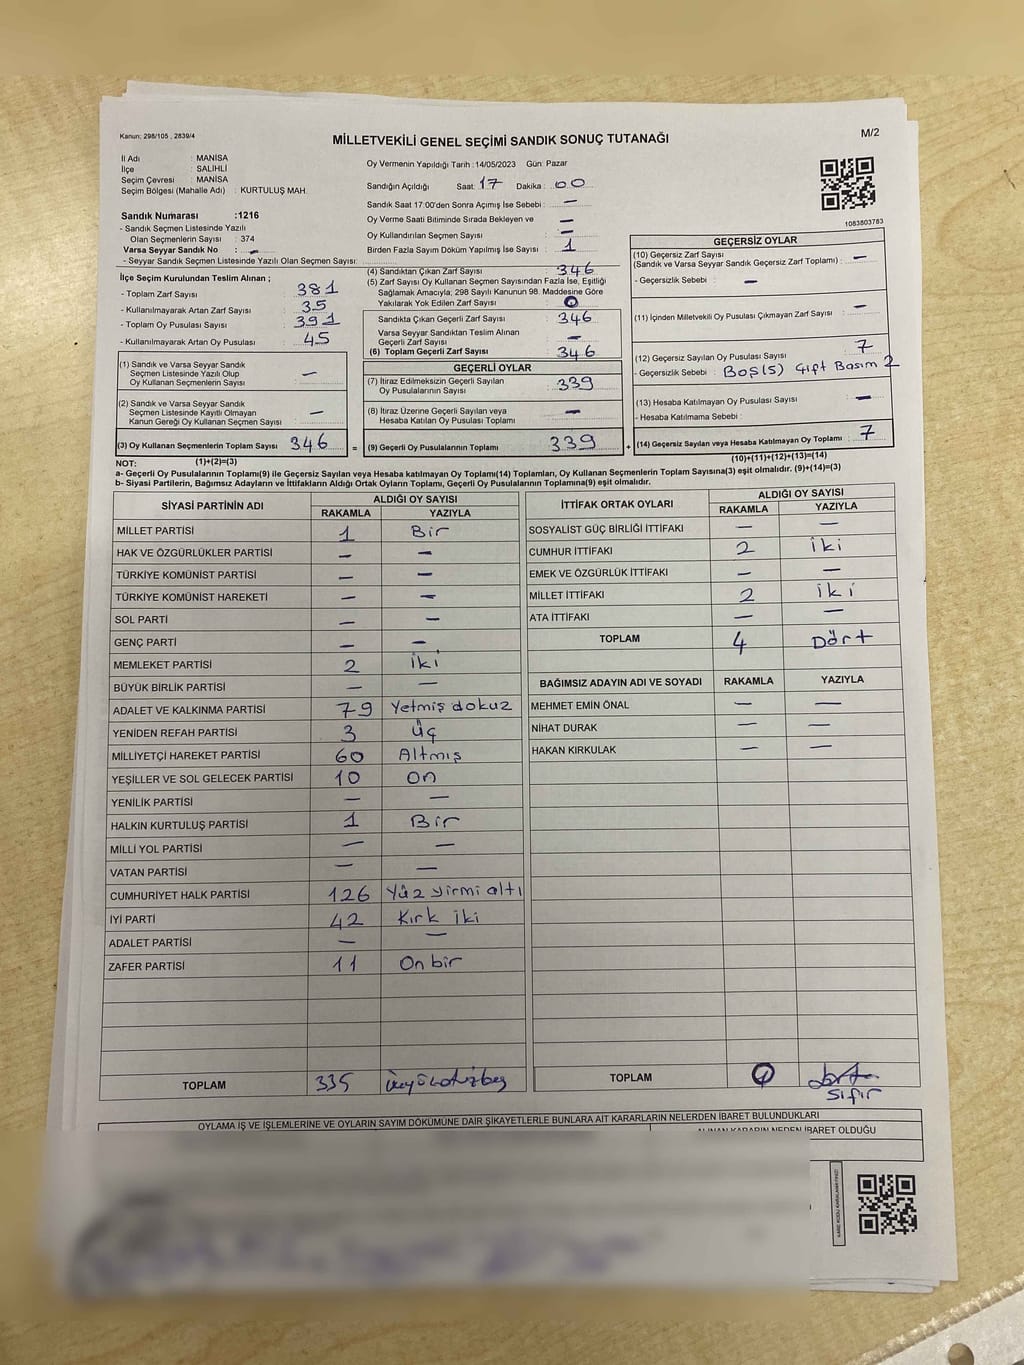 Kanun; 298/105 , 2839/4
MİLLETVEKİLİ GENEL SEÇİMİ SANDIK SONUÇ TUTANAĞI
M/2
İl Adı : MANİSA
İlçe : SALİHLİ
Seçim Çevresi : MANİSA
Seçim Bölgesi (Mahalle Adı) : KURTULUŞ MAH.
Sandık Numarası :1216
- Sandık Seçmen Listesinde Yazılı
Olan Seçmenlerin Sayısı : 374
Varsa Seyyar Sandık No : –
- Seyyar Sandık Seçmen Listesinde Yazılı Olan Seçmen Sayısı:
Oy Vermenin Yapıldığı Tarih :14/05/2023 Gün: Pazar
Sandığın Açıldığı Saat: 17 Dakika : 00
Sandık Saat 17:00'den Sonra Açımış İse Sebebi : –
Oy Verme Saati Bitiminde Sırada Bekleyen ve –
Oy Kullandırılan Seçmen Sayısı : –
Birden Fazla Sayım Döküm Yapılmış İse Sayısı : 1
1083803783
İlçe Seçim Kurulundan Teslim Alınan ;
- Toplam Zarf Sayısı : 381
- Kullanılmayarak Artan Zarf Sayısı : 35
- Toplam Oy Pusulası Sayısı : 391
- Kullanılmayarak Artan Oy Pusulası : 45
(4) Sandıktan Çıkan Zarf Sayısı : 346
(5) Zarf Sayısı Oy Kullanan Seçmen Sayısından Fazla İse, Eşitliği
Sağlamak Amacıyla; 298 Sayılı Kanunun 98. Maddesine Göre
Yakılarak Yok Edilen Zarf Sayısı : 0
Sandıkta Çıkan Geçerli Zarf Sayısı : 346
Varsa Seyyar Sandıktan Teslim Alınan
Geçerli Zarf Sayısı : –
(6) Toplam Geçerli Zarf Sayısı : 346
GEÇERSİZ OYLAR
(10) Geçersiz Zarf Sayısı
(Sandık ve Varsa Seyyar Sandık Geçersiz Zarf Toplamı) : –
- Geçersizlik Sebebi : –
(11) İçinden Milletvekili Oy Pusulası Çıkmayan Zarf Sayısı : –
(12) Geçersiz Sayılan Oy Pusulası Sayısı : 7
- Geçersizlik Sebebi : BOŞ(5) Çift Basım 2
(13) Hesaba Katılmayan Oy Pusulası Sayısı : –
- Hesaba Katılmama Sebebi :
(14) Geçersiz Sayılan veya Hesaba Katılmayan Oy Toplamı : 7
(10)+(11)+(12)+(13)=(14)
(1) Sandık ve Varsa Seyyar Sandık
Seçmen Listesinde Yazılı Olup
Oy Kullanan Seçmenlerin Sayısı : –
(2) Sandık ve Varsa Seyyar Sandık
Seçmen Listesinde Kayıtlı Olmayan
Kanun Gereği Oy Kullanan Seçmen Sayısı : –
(3) Oy Kullanan Seçmenlerin Toplam Sayısı 346 =
(1)+(2)=(3)
GEÇERLİ OYLAR
(7) İtiraz Edilmeksizin Geçerli Sayılan
Oy Pusulalarının Sayısı : 339
(8) İtiraz Üzerine Geçerli Sayılan veya
Hesaba Katılan Oy Pusulası Toplamı : –
(9) Geçerli Oy Pusulalarının Toplamı : 339 +
NOT:
a- Geçerli Oy Pusulalarının Toplamı(9) ile Geçersiz Sayılan veya Hesaba katılmayan Oy Toplam(14) Toplamları, Oy Kullanan Seçmenlerin Toplam Sayısına(3) eşit olmalıdır. (9)+(14)=(3)
b- Siyasi Partilerin, Bağımsız Adayların ve İttifakların Aldığı Ortak Oyların Toplamı, Geçerli Oy Pusulalarının Toplamına(9) eşit olmalıdır.
SİYASİ PARTİNİN ADI ALDIĞI OY SAYISI
RAKAMLA YAZIYLA
MİLLET PARTİSİ 1 Bir
HAK VE ÖZGÜRLÜKLER PARTİSİ – –
TÜRKİYE KOMÜNİST PARTİSİ – –
TÜRKİYE KOMÜNİST HAREKETİ – –
SOL PARTİ – –
GENÇ PARTİ – –
MEMLEKET PARTİSİ 2 iki
BÜYÜK BİRLİK PARTİSİ – –
ADALET VE KALKINMA PARTİSİ 79 Yetmiş dokuz
YENİDEN REFAH PARTİSİ 3 Üç
MİLLİYETÇİ HAREKET PARTİSİ 60 Altmış
YEŞİLLER VE SOL GELECEK PARTİSİ 10 On
YENİLİK PARTİSİ – –
HALKIN KURTULUŞ PARTİSİ 1 Bir
MİLLİ YOL PARTİSİ – –
VATAN PARTİSİ – –
CUMHURİYET HALK PARTİSİ 126 Yüz yirmi altı
İYİ PARTİ 42 Kırk iki
ADALET PARTİSİ – –
ZAFER PARTİSİ 11 On bir
TOPLAM 335 üçyüzotuzbeş
İTTİFAK ORTAK OYLARI ALDIĞI OY SAYISI
RAKAMLA YAZIYLA
SOSYALİST GÜÇ BİRLİĞİ İTTİFAKI – –
CUMHUR İTTİFAKI 2 iki
EMEK VE ÖZGÜRLÜK İTTİFAKI – –
MİLLET İTTİFAKI 2 iki
ATA İTTİFAKI – –
TOPLAM 4 Dört
BAĞIMSIZ ADAYIN ADI VE SOYADI RAKAMLA YAZIYLA
MEHMET EMİN ÖNAL – –
NİHAT DURAK – –
HAKAN KIRKULAK – –
TOPLAM sıfır
OYLAMA İŞ VE İŞLEMLERİNE VE OYLARIN SAYIM DÖKÜMÜNE DAİR ŞİKAYETLERLE BUNLARA AİT KARARLARIN NELERDEN İBARET BULUNDUKLARI
ALINAN KARARIN NEDEN İBARET OLDUĞU